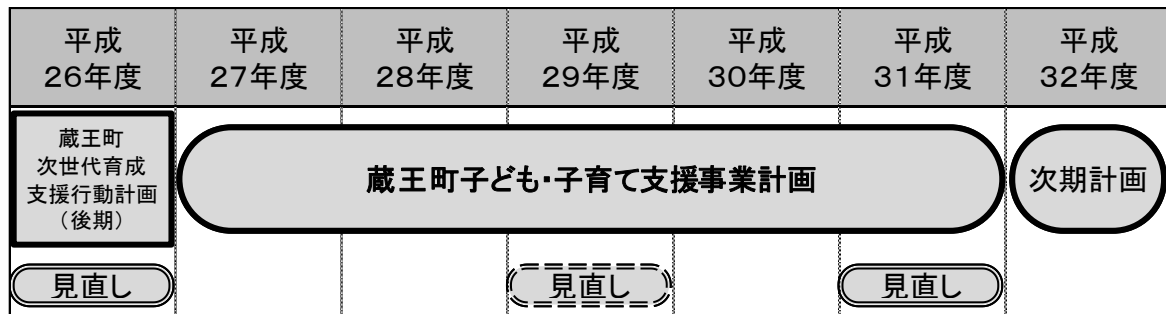 平成
26年度
平成
27年度
平成
28年度
平成
29年度
平成
30年度
平成
31年度
平成
32年度
蔵王町
次世代育成
支援行動計画
（後期）
蔵王町子ども・子育て支援事業計画
次期計画
見直し
見直し
見直し